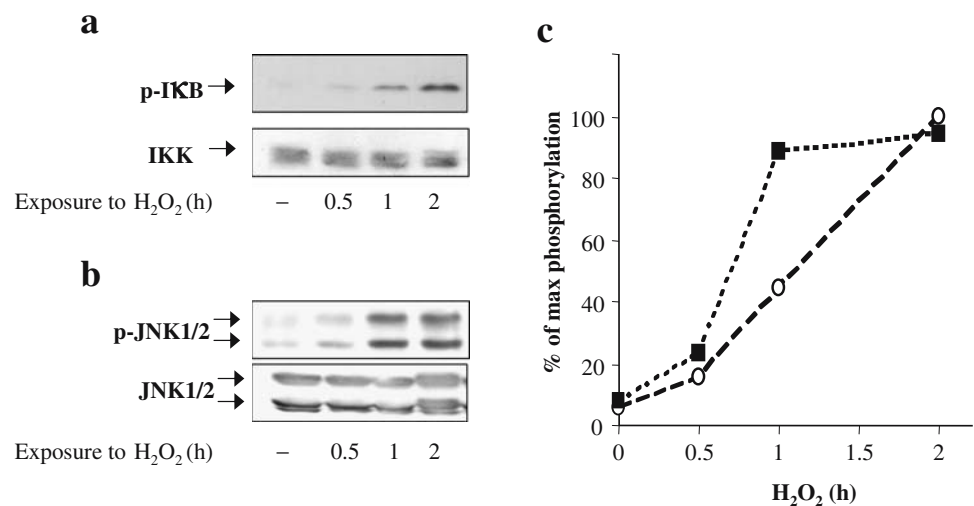 a
p-IκB
IKK
Exposure to H₂O₂ (h) – 0.5 1 2
b
p-JNK1/2
JNK1/2
Exposure to H₂O₂ (h) – 0.5 1 2
c
% of max phosphorylation
100
80
60
40
20
0
0 0.5 1 1.5 2
H₂O₂ (h)